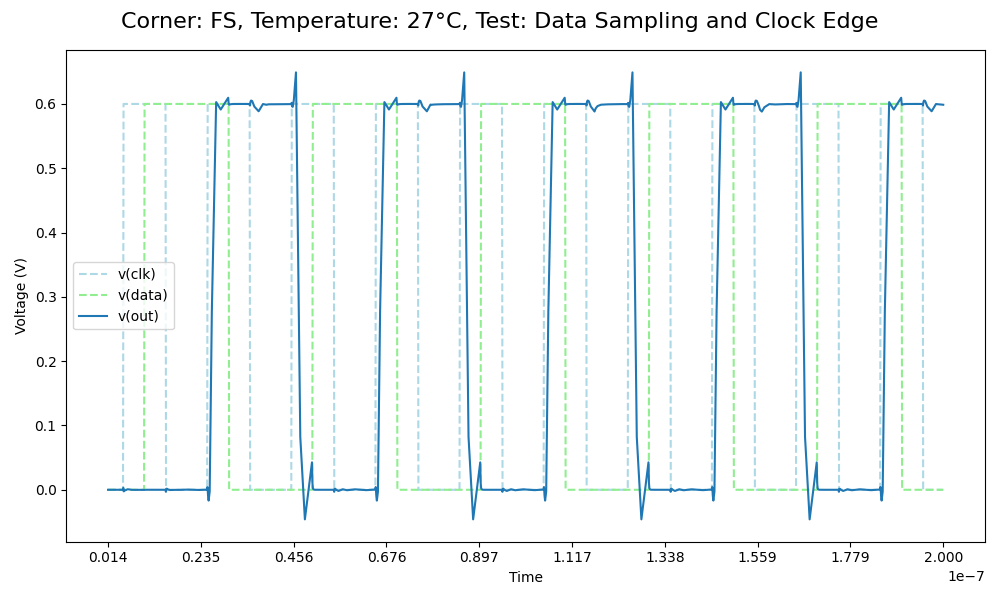 Corner: FS, Temperature: 27°C, Test: Data Sampling and Clock Edge
Voltage (V)
0.6
0.5
0.4
0.3
0.2
0.1
0.0
v(clk)
v(data)
v(out)
0.014 0.235 0.456 0.676 0.897 1.117 1.338 1.559 1.779 2.000
1e−7
Time